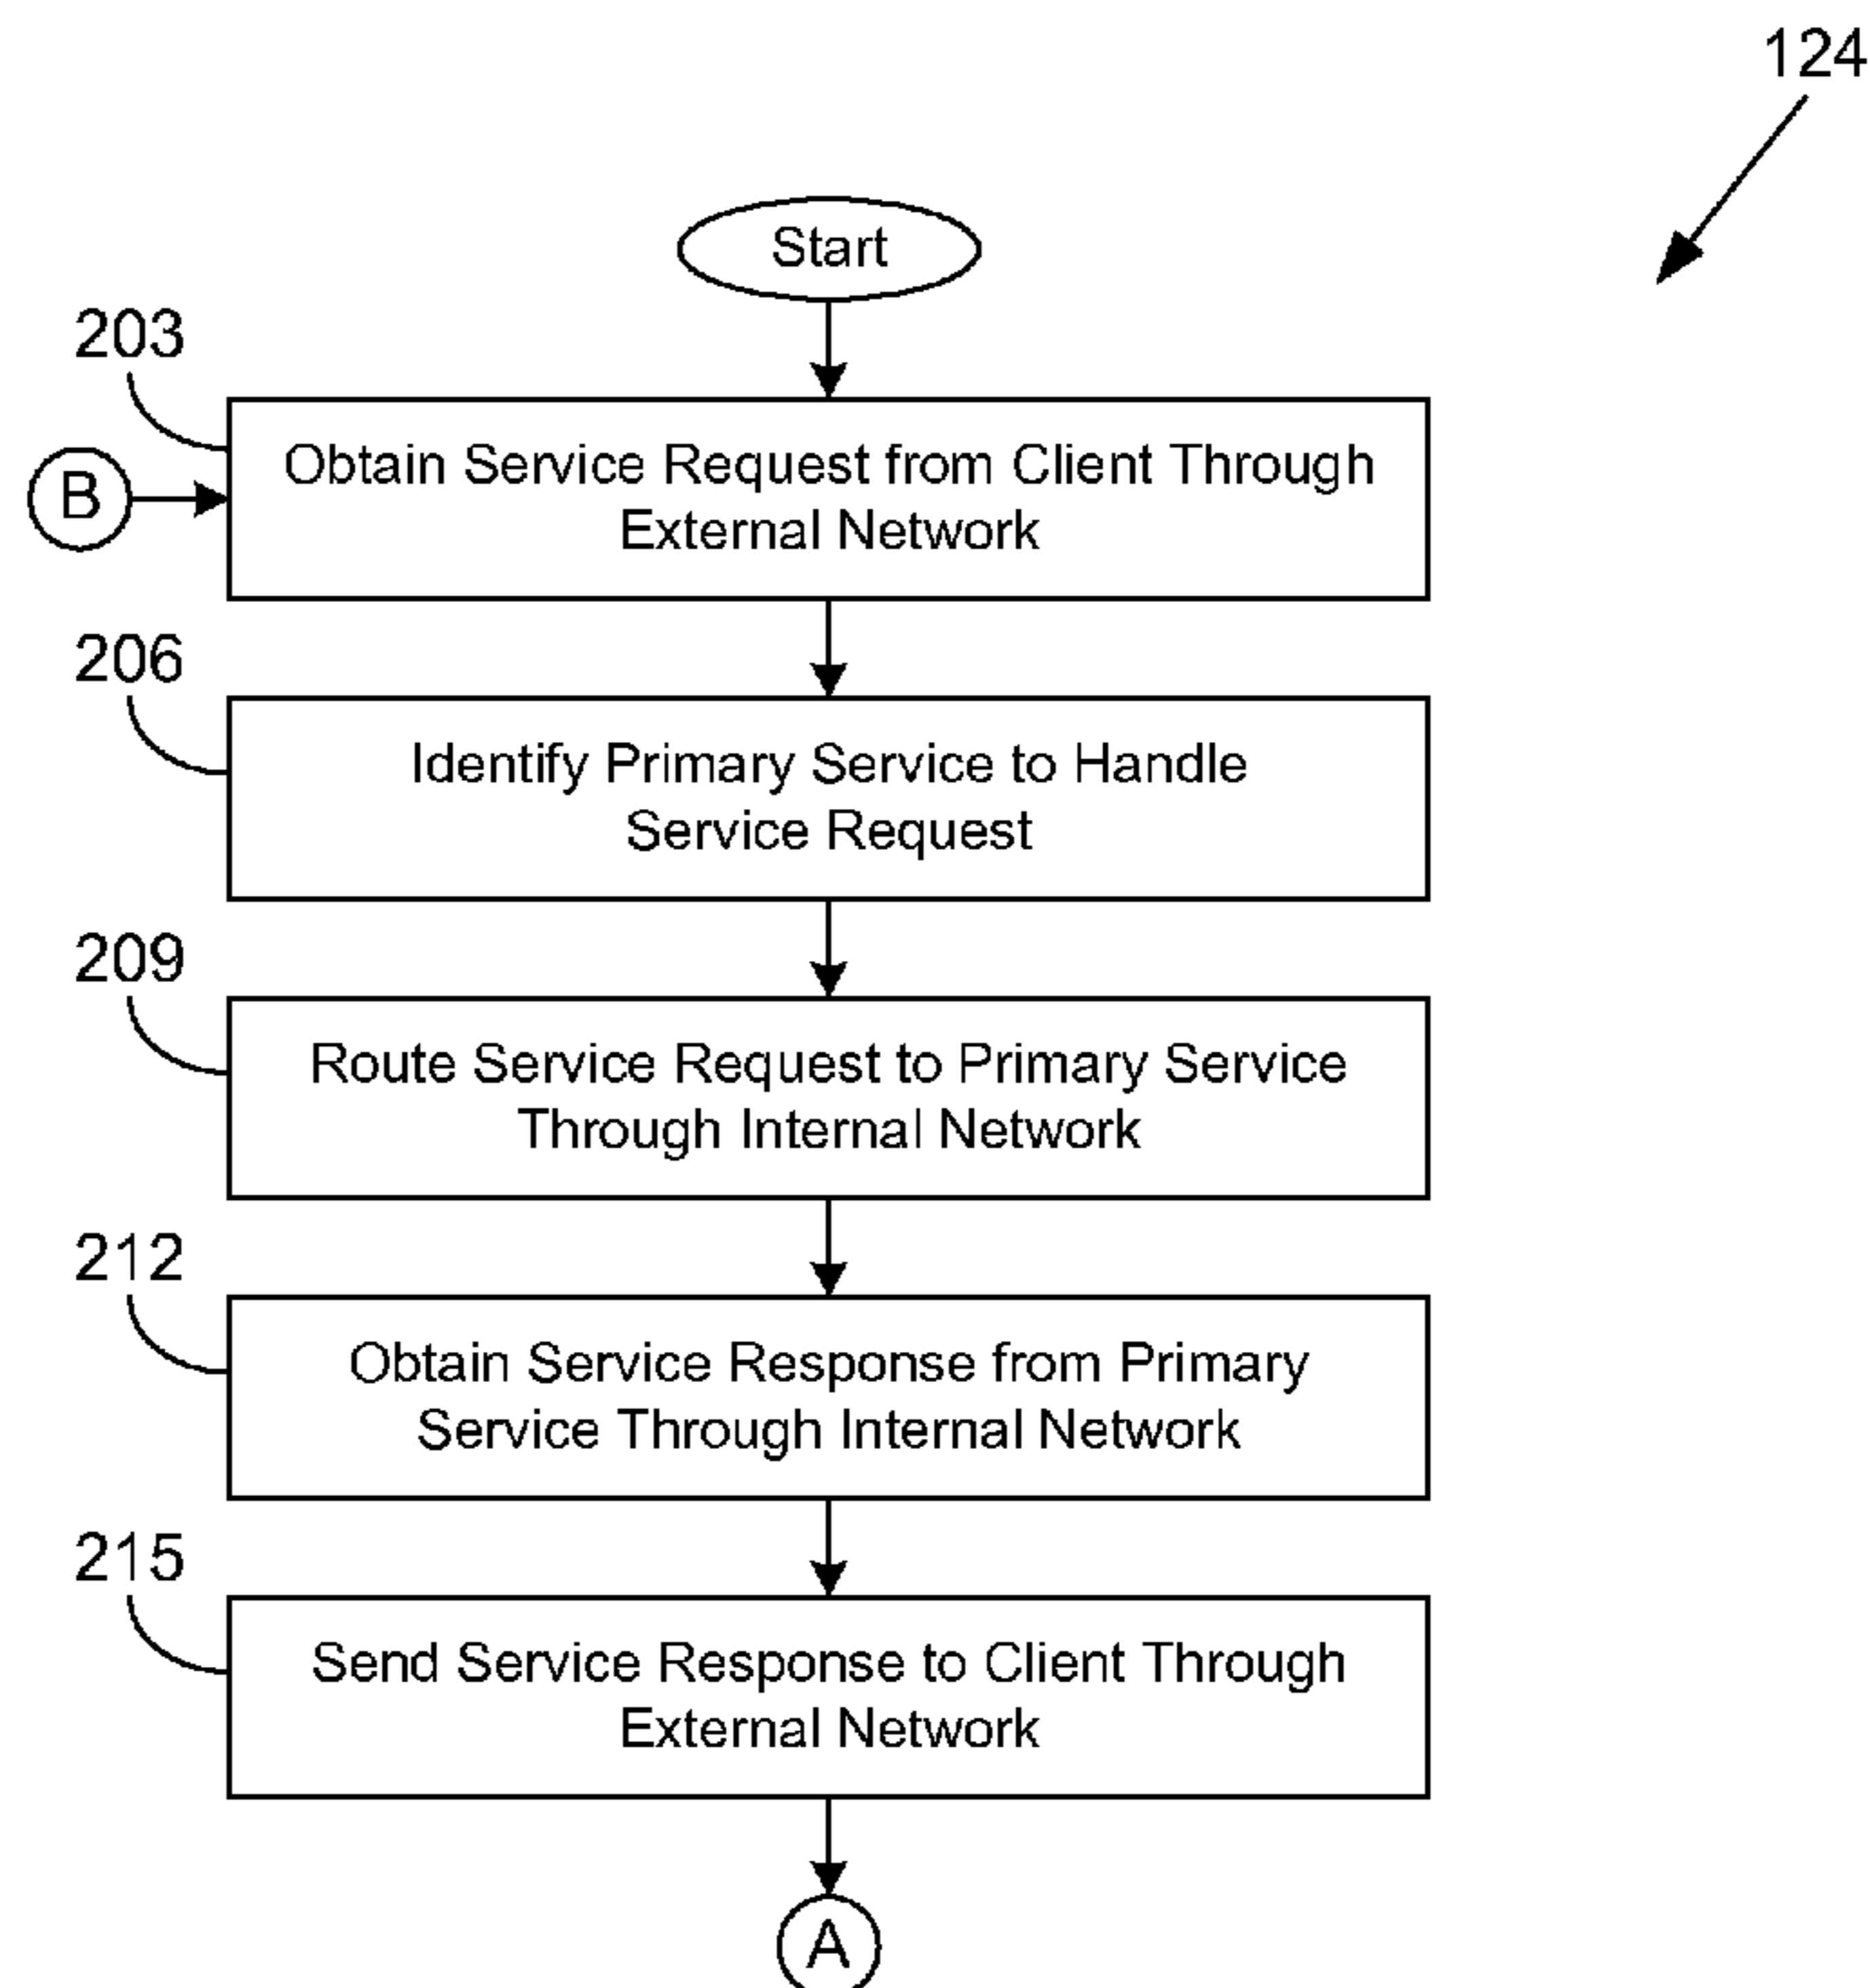 124
Start
203
B
Obtain Service Request from Client Through
External Network
206
Identify Primary Service to Handle
Service Request
209
Route Service Request to Primary Service
Through Internal Network
212
Obtain Service Response from Primary
Service Through Internal Network
215
Send Service Response to Client Through
External Network
A